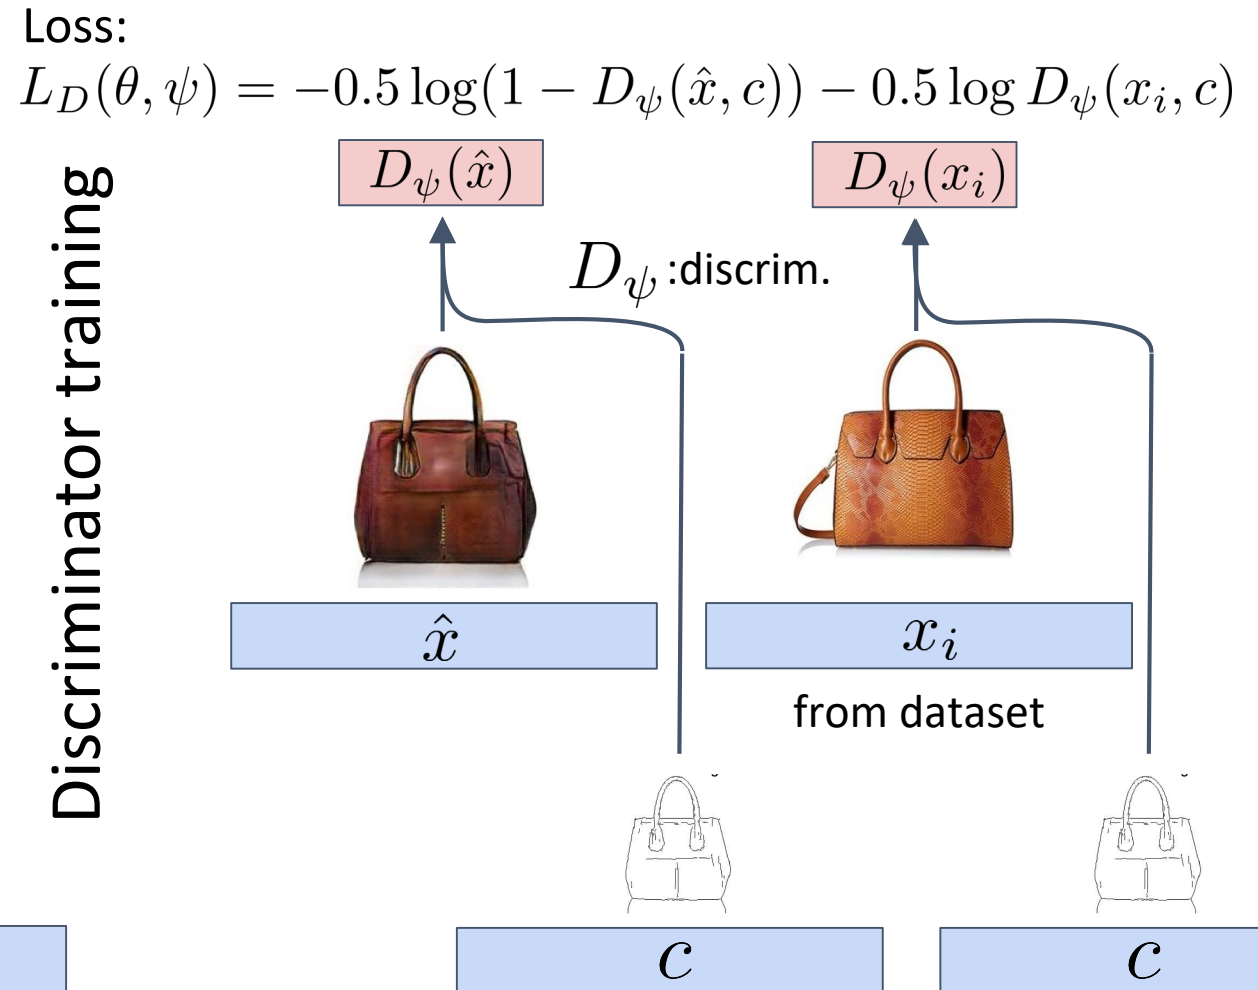 Loss:
L_D(θ, ψ) = −0.5 log(1 − D_ψ(x̂, c)) − 0.5 log D_ψ(x_i, c)
Discriminator training
D_ψ(x̂)
D_ψ(x_i)
D_ψ :discrim.
x̂
x_i
from dataset
c
c